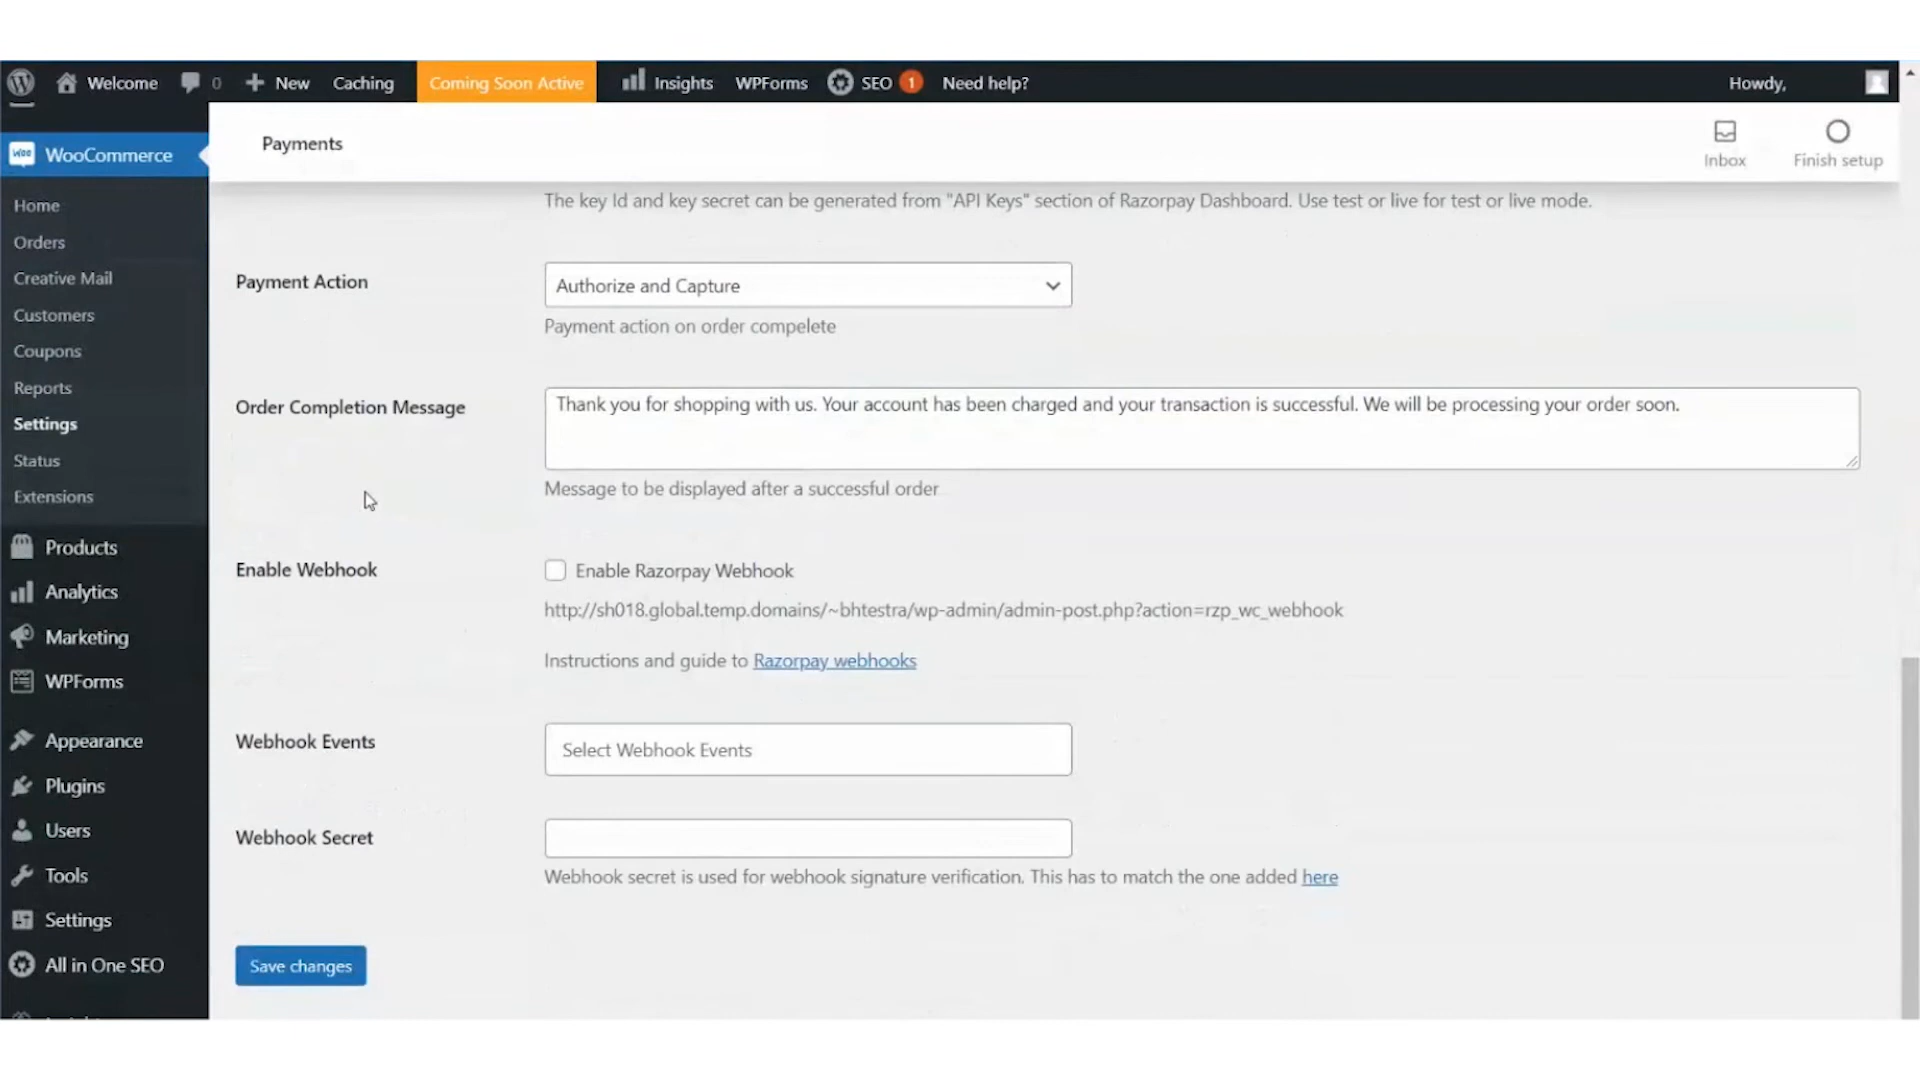 Welcome 0 New Caching Coming Soon Active Insights WPForms SEO 1 Need help? Howdy,
Woo WooCommerce
Home
Orders
Creative Mail
Customers
Coupons
Reports
Settings
Status
Extensions
Products
Analytics
Marketing
WPForms
Appearance
Plugins
Users
Tools
Settings
All in One SEO
Payments
Inbox
Finish setup
The key Id and key secret can be generated from "API Keys" section of Razorpay Dashboard. Use test or live for test or live mode.
Payment Action
Authorize and Capture
Payment action on order compelete
Order Completion Message
Thank you for shopping with us. Your account has been charged and your transaction is successful. We will be processing your order soon.
Message to be displayed after a successful order
Enable Webhook
Enable Razorpay Webhook
http://sh018.global.temp.domains/~bhtestra/wp-admin/admin-post.php?action=rzp_wc_webhook
Instructions and guide to Razorpay webhooks
Webhook Events
Select Webhook Events
Webhook Secret
Webhook secret is used for webhook signature verification. This has to match the one added here
Save changes